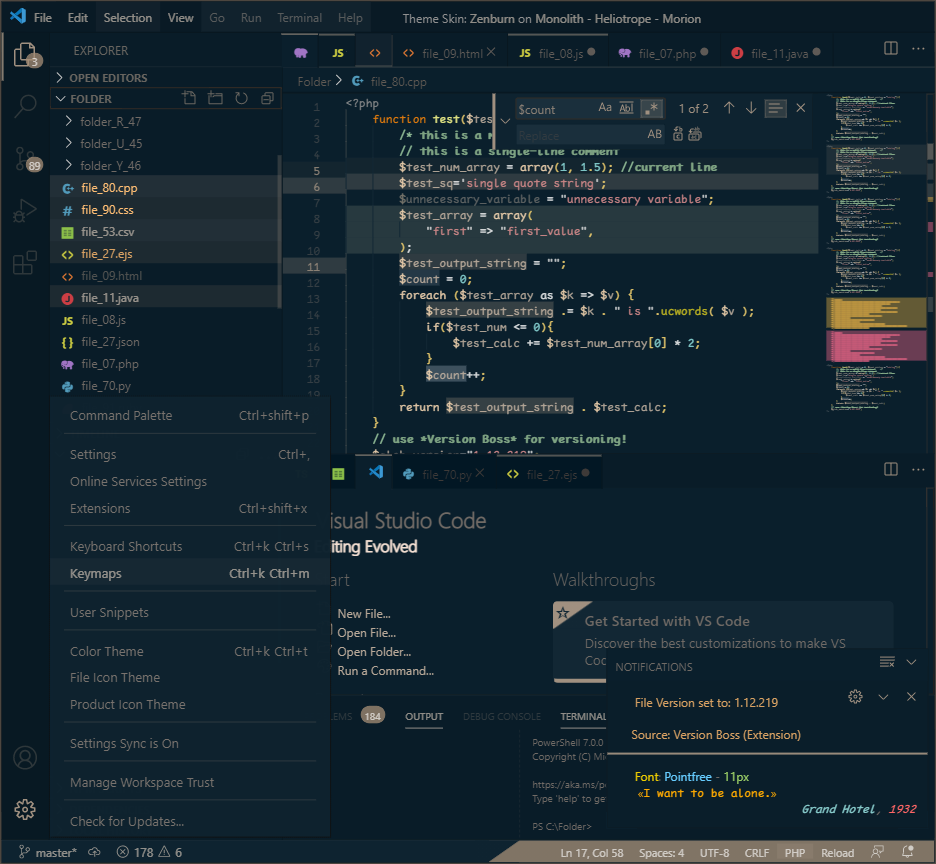 File Edit Selection View Go Run Terminal Help Theme Skin: Zenburn on Monolith - Heliotrope - Morion
3
EXPLORER
JS
file_09.html
JS file_08.js
file_07.php
file_11.java
OPEN EDITORS
FOLDER
Folder
file_80.cpp
folder_R_47
folder_U_45
89
folder_Y_46
file_80.cpp
# file_90.css
file_53.csv
file_27.ejs
file_09.html
file_11.java
JS file_08.js
{} file_27.json
file_07.php
file_70.py
$count
Aa Ab .*
1 of 2
Replace
AB
1 <?php
2 function test($tes
3 /* this is a
4 // this is a single-line comment
5 $test_num_array = array(1, 1.5); //current line
6 $test_sq='single quote string';
7 $unnecessary_variable = "unnecessary variable";
8 $test_array = array(
9 "first" => "first_value",
10 );
11 $test_output_string = "";
12 $count = 0;
13 foreach ($test_array as $k => $v) {
14 $test_output_string .= $k . " is ".ucwords( $v );
15 if($test_num <= 0){
16 $test_calc += $test_num_array[0] * 2;
17 }
18 $count++;
19 }
return $test_output_string . $test_calc;
}
// use *Version Boss* for versioning!
Command Palette Ctrl+shift+p
Settings Ctrl+,
Online Services Settings
Extensions Ctrl+shift+x
Keyboard Shortcuts Ctrl+k Ctrl+s
Keymaps Ctrl+k Ctrl+m
User Snippets
Color Theme Ctrl+k Ctrl+t
File Icon Theme
Product Icon Theme
Settings Sync is On
Manage Workspace Trust
Check for Updates...
file_70.py
file_27.ejs
isual Studio Code
iting Evolved
art
New File...
Open File...
Open Folder...
Run a Command...
Walkthroughs
Get Started with VS Code
Discover the best customizations to make VS
Coc
LEMS 184 OUTPUT DEBUG CONSOLE TERMINAL
PowerShell 7.0.0
Copyright (C) Mi
https://aka.ms/p
Type 'help' to ge
PS C:\Folder>
NOTIFICATIONS
File Version set to: 1.12.219
Source: Version Boss (Extension)
Font: Pointfree - 11px
«I want to be alone.»
Grand Hotel, 1932
master* 178 6 Ln 17, Col 58 Spaces: 4 UTF-8 CRLF PHP Reload